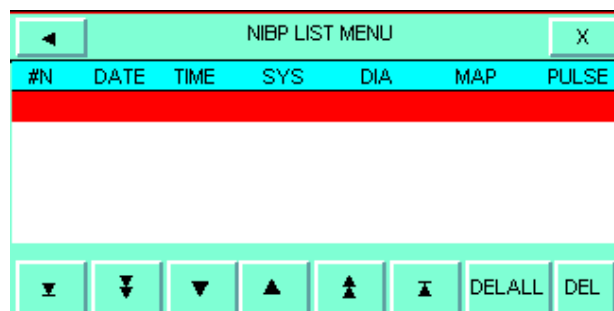 NIBP LIST MENU X
#N DATE TIME SYS DIA MAP PULSE
DELALL DEL